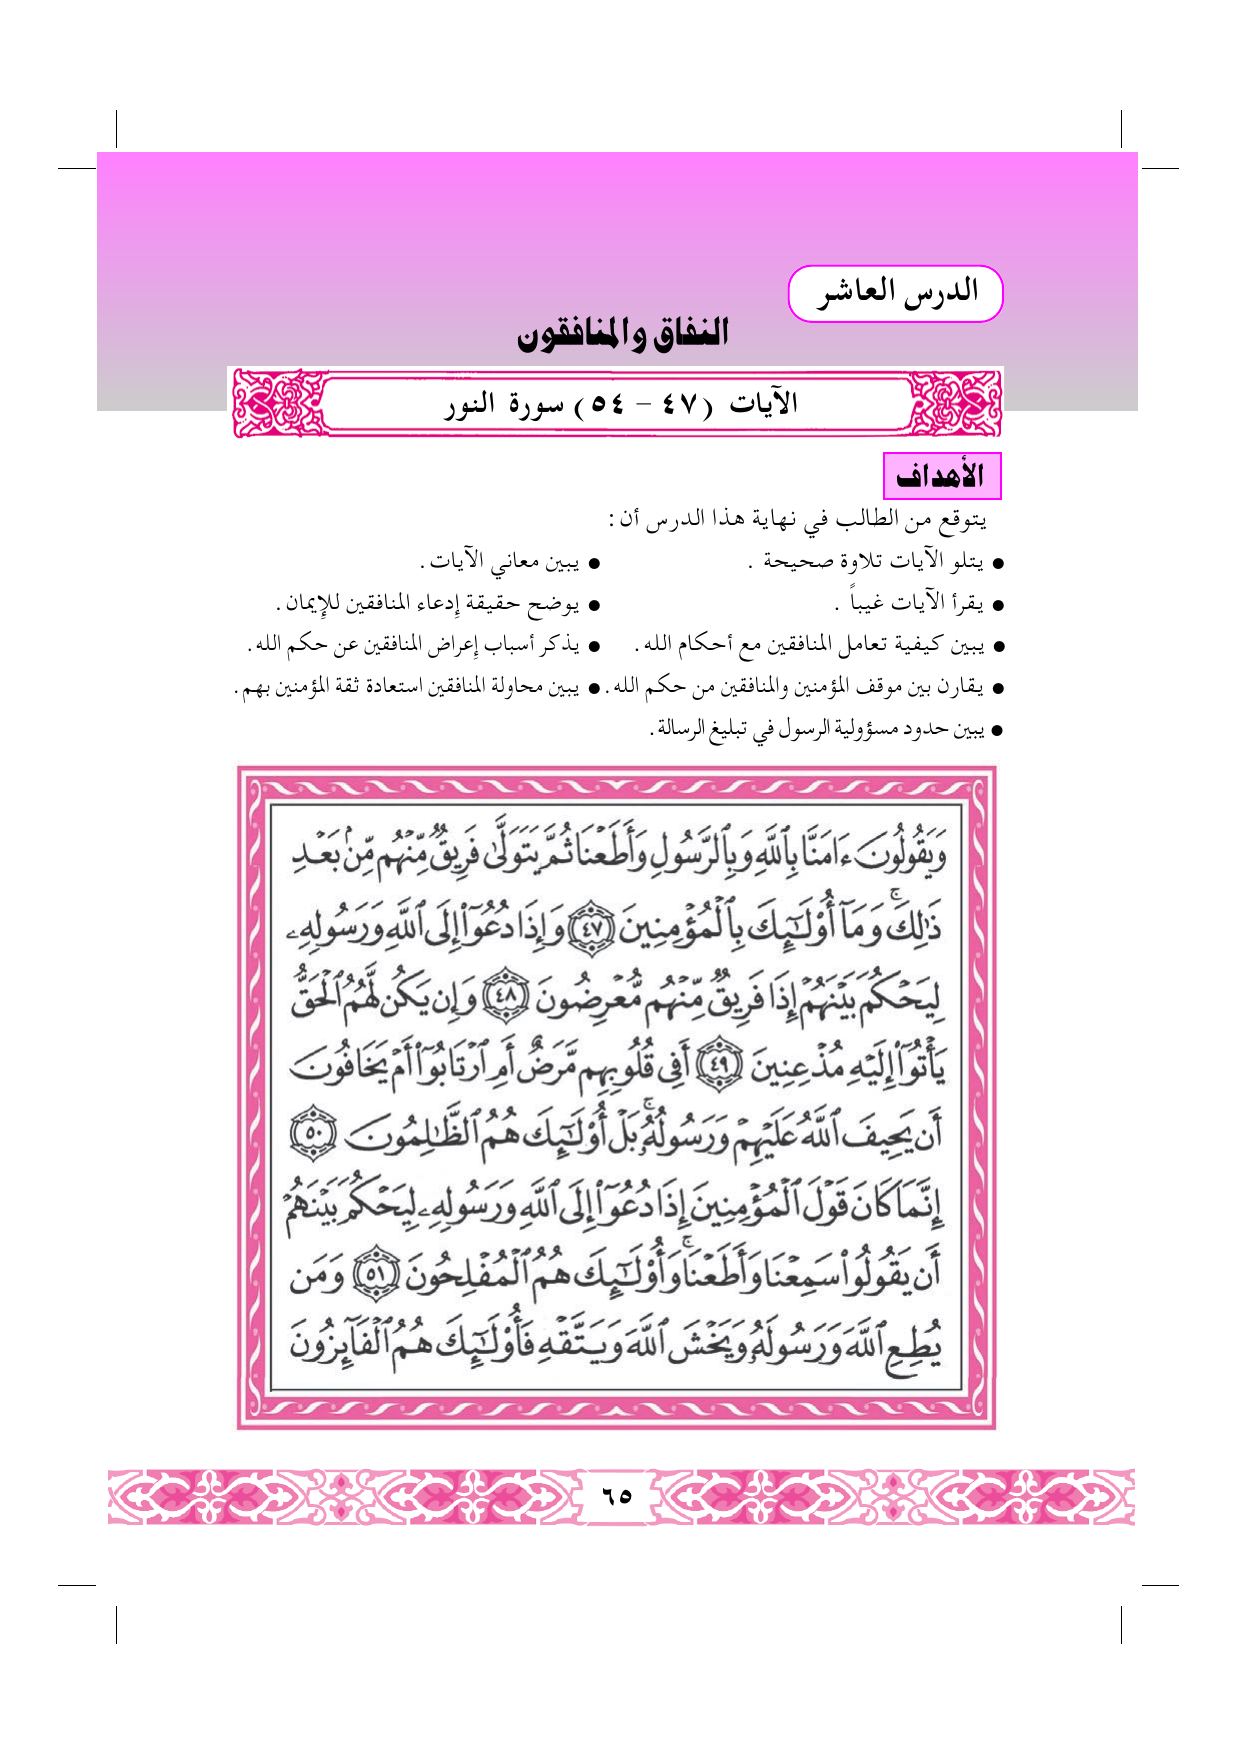 الدرس العاشر
النفاق والمنافقون
الآيات (٤٧ - ٥٤) سورة النور
الأهداف
يتوقع من الطالب في نهاية هذا الدرس أن :
● يتلو الآيات تلاوة صحيحة . ● يبين معاني الآيات .
● يقرأ الآيات غيباً . ● يوضح حقيقة إدعاء المنافقين للإِيمان .
● يبين كيفية تعامل المنافقين مع أحكام الله . ● يذكر أسباب إِعراض المنافقين عن حكم الله .
● يقارن بين موقف المؤمنين والمنافقين من حكم الله . ● يبين محاولة المنافقين استعادة ثقة المؤمنين بهم .
● يبين حدود مسؤولية الرسول في تبليغ الرسالة .
وَيَقُولُونَ ءَامَنَّا بِٱللَّهِ وَبِٱلرَّسُولِ وَأَطَعْنَا ثُمَّ يَتَوَلَّىٰ فَرِيقٌ مِّنْهُم مِّنۢ بَعْدِ
ذَٰلِكَ ۚ وَمَآ أُو۟لَـٰٓئِكَ بِٱلْمُؤْمِنِينَ ٤٧ وَإِذَا دُعُوٓا۟ إِلَى ٱللَّهِ وَرَسُولِهِۦ
لِيَحْكُمَ بَيْنَهُمْ إِذَا فَرِيقٌ مِّنْهُم مُّعْرِضُونَ ٤٨ وَإِن يَكُن لَّهُمُ ٱلْحَقُّ
يَأْتُوٓا۟ إِلَيْهِ مُذْعِنِينَ ٤٩ أَفِى قُلُوبِهِم مَّرَضٌ أَمِ ٱرْتَابُوٓا۟ أَمْ يَخَافُونَ
أَن يَحِيفَ ٱللَّهُ عَلَيْهِمْ وَرَسُولُهُۥ ۚ بَلْ أُو۟لَـٰٓئِكَ هُمُ ٱلظَّـٰلِمُونَ ٥٠
إِنَّمَا كَانَ قَوْلَ ٱلْمُؤْمِنِينَ إِذَا دُعُوٓا۟ إِلَى ٱللَّهِ وَرَسُولِهِۦ لِيَحْكُمَ بَيْنَهُمْ
أَن يَقُولُوا۟ سَمِعْنَا وَأَطَعْنَا ۚ وَأُو۟لَـٰٓئِكَ هُمُ ٱلْمُفْلِحُونَ ٥١ وَمَن
يُطِعِ ٱللَّهَ وَرَسُولَهُۥ وَيَخْشَ ٱللَّهَ وَيَتَّقْهِ فَأُو۟لَـٰٓئِكَ هُمُ ٱلْفَآئِزُونَ
٦٥